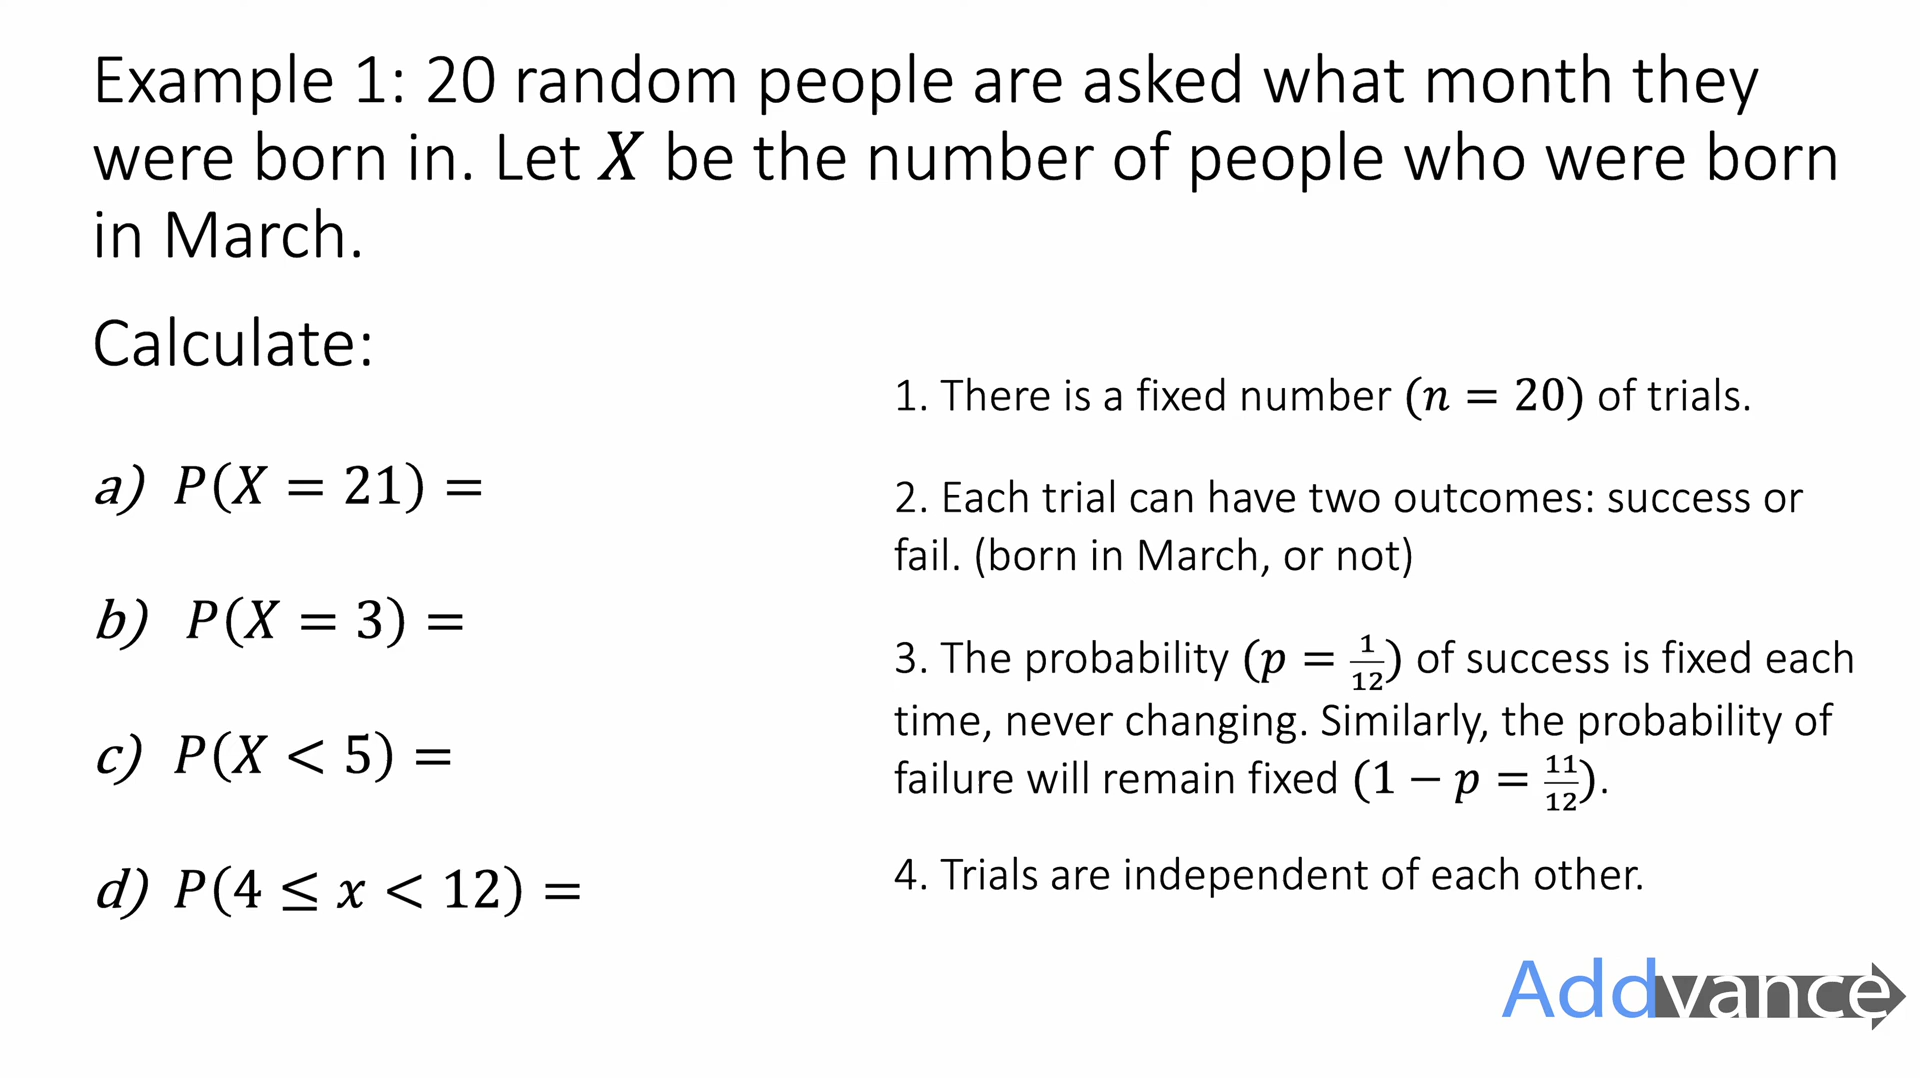 Example 1: 20 random people are asked what month they
were born in. Let X be the number of people who were born
in March.
Calculate:
a) P(X = 21) =
b) P(X = 3) =
c) P(X < 5) =
d) P(4 ≤ x < 12) =
1. There is a fixed number (n = 20) of trials.
2. Each trial can have two outcomes: success or
fail. (born in March, or not)
3. The probability (p = 1/12) of success is fixed each
time, never changing. Similarly, the probability of
failure will remain fixed (1 − p = 11/12).
4. Trials are independent of each other.
Addvance